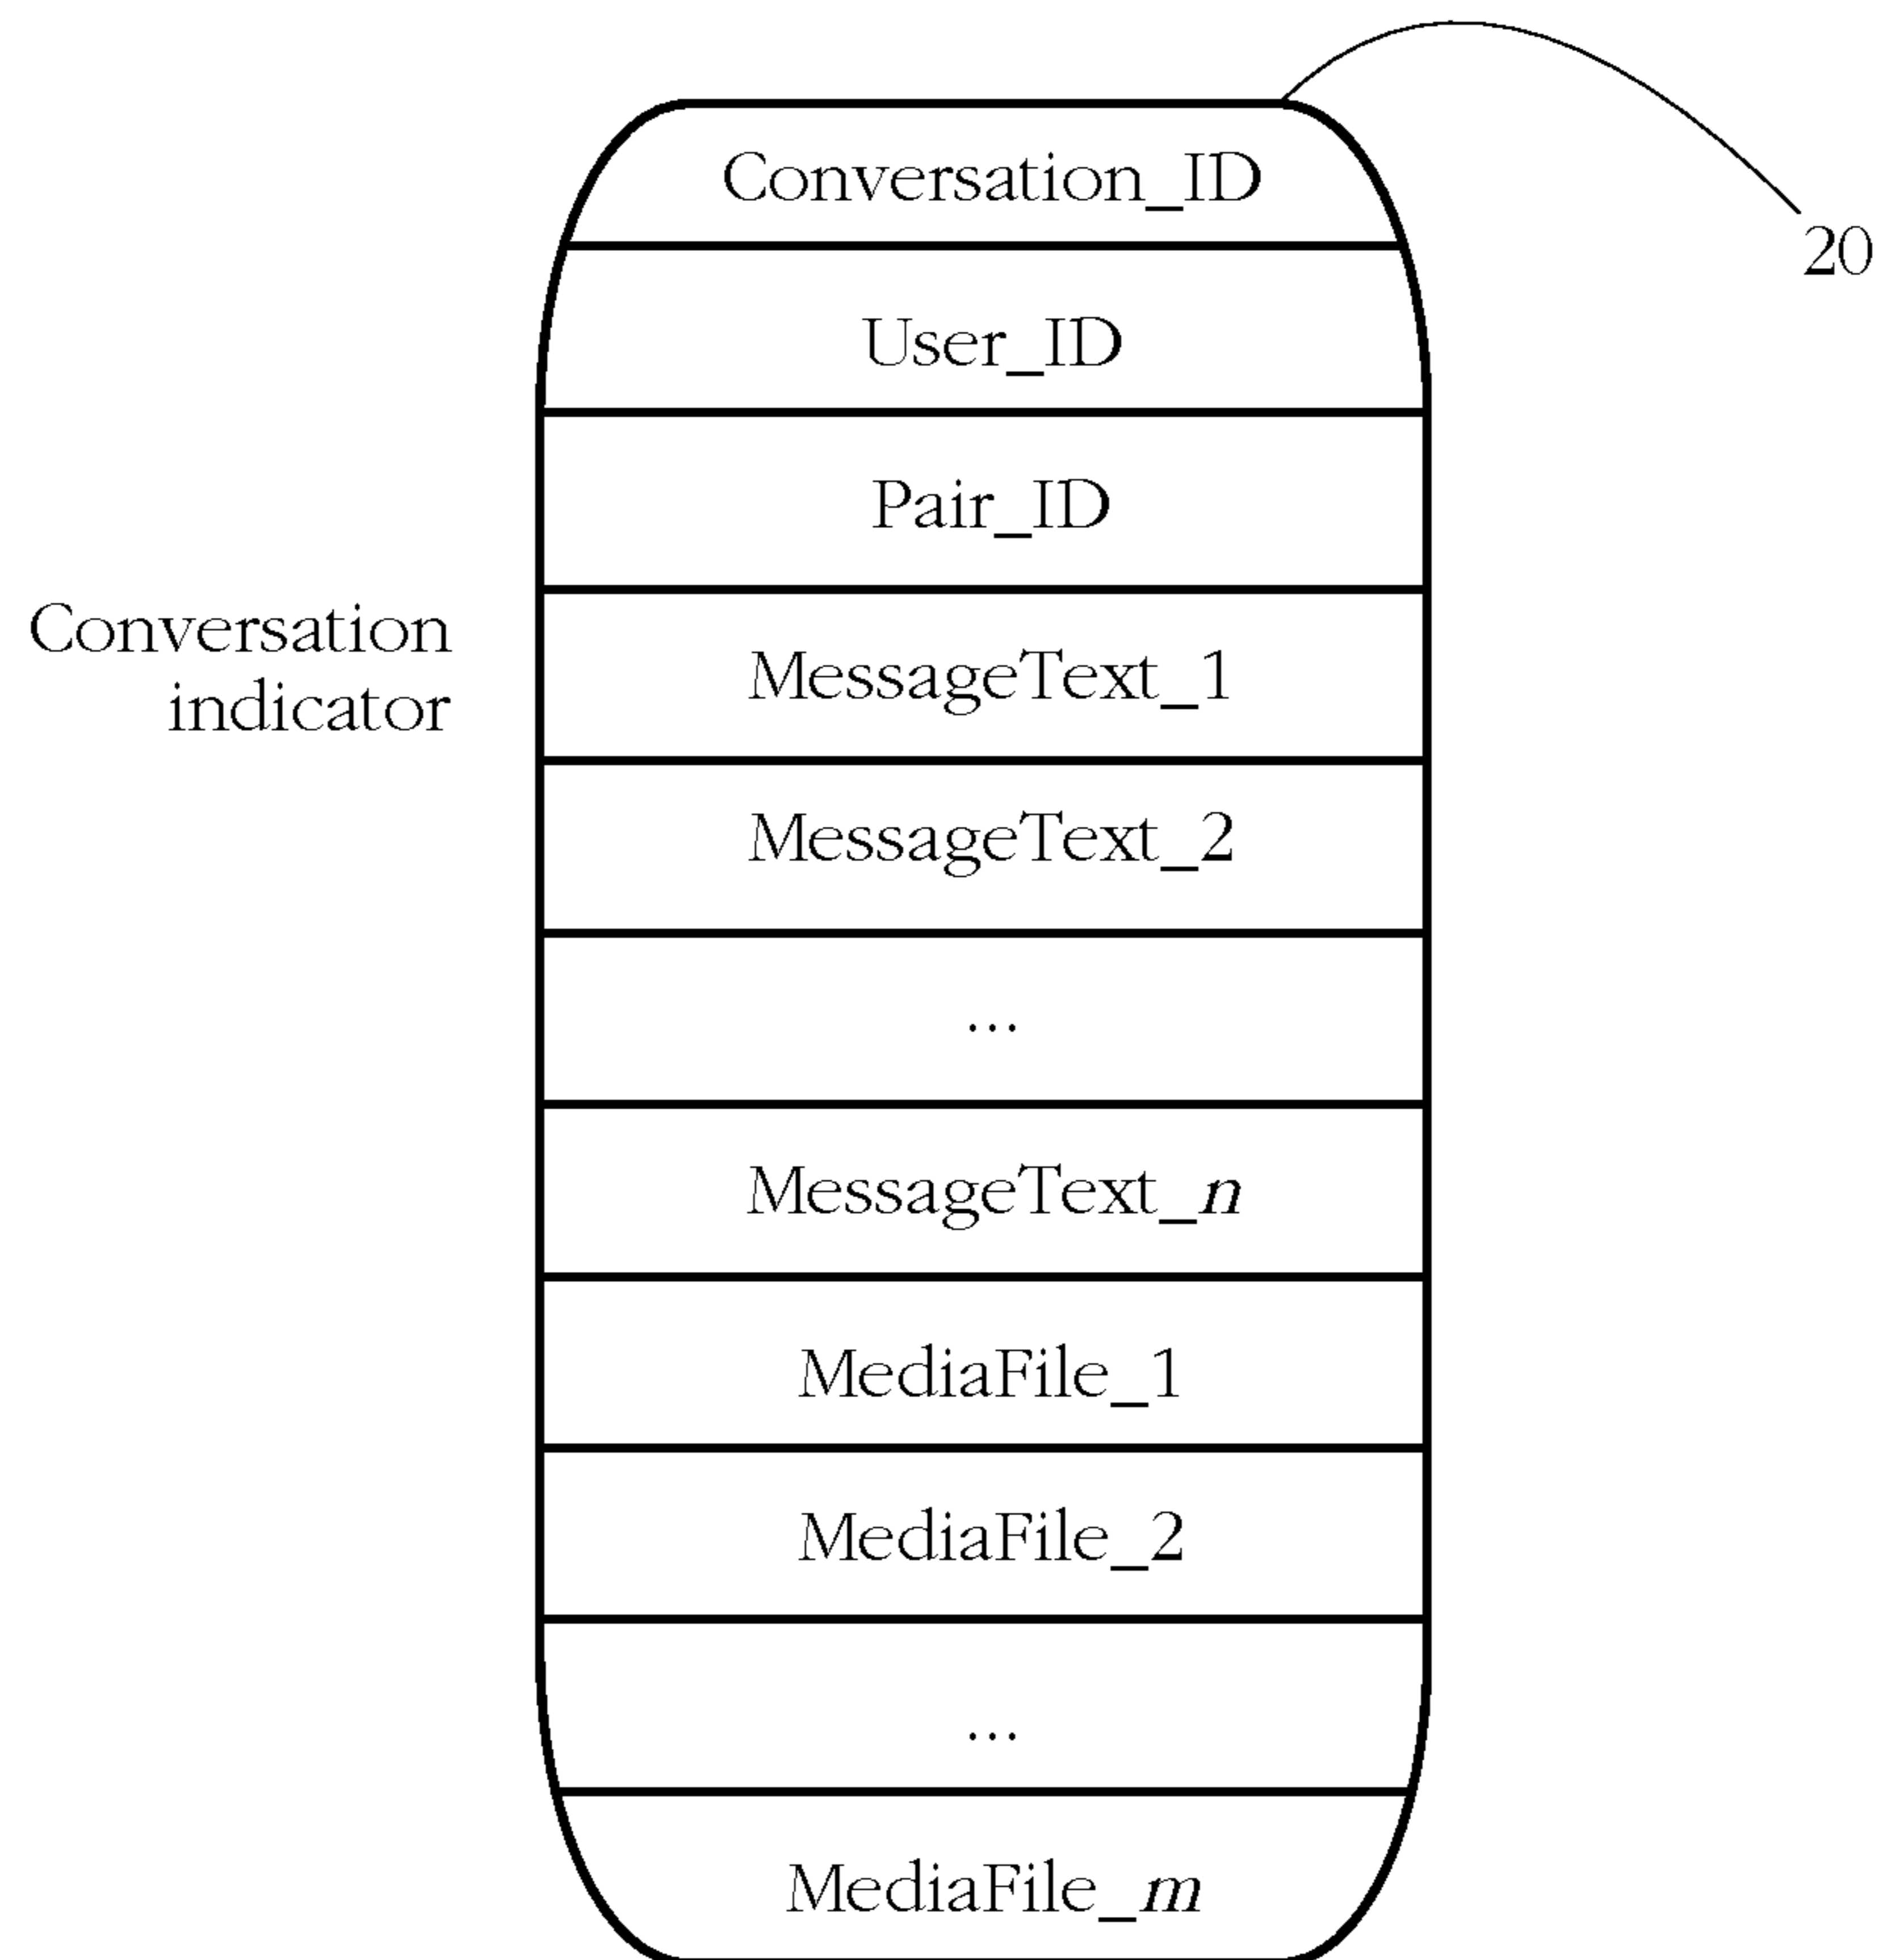 Conversation_ID
20
User_ID
Pair_ID
Conversation
indicator
MessageText_1
MessageText_2
...
MessageText_n
MediaFile_1
MediaFile_2
...
MediaFile_m